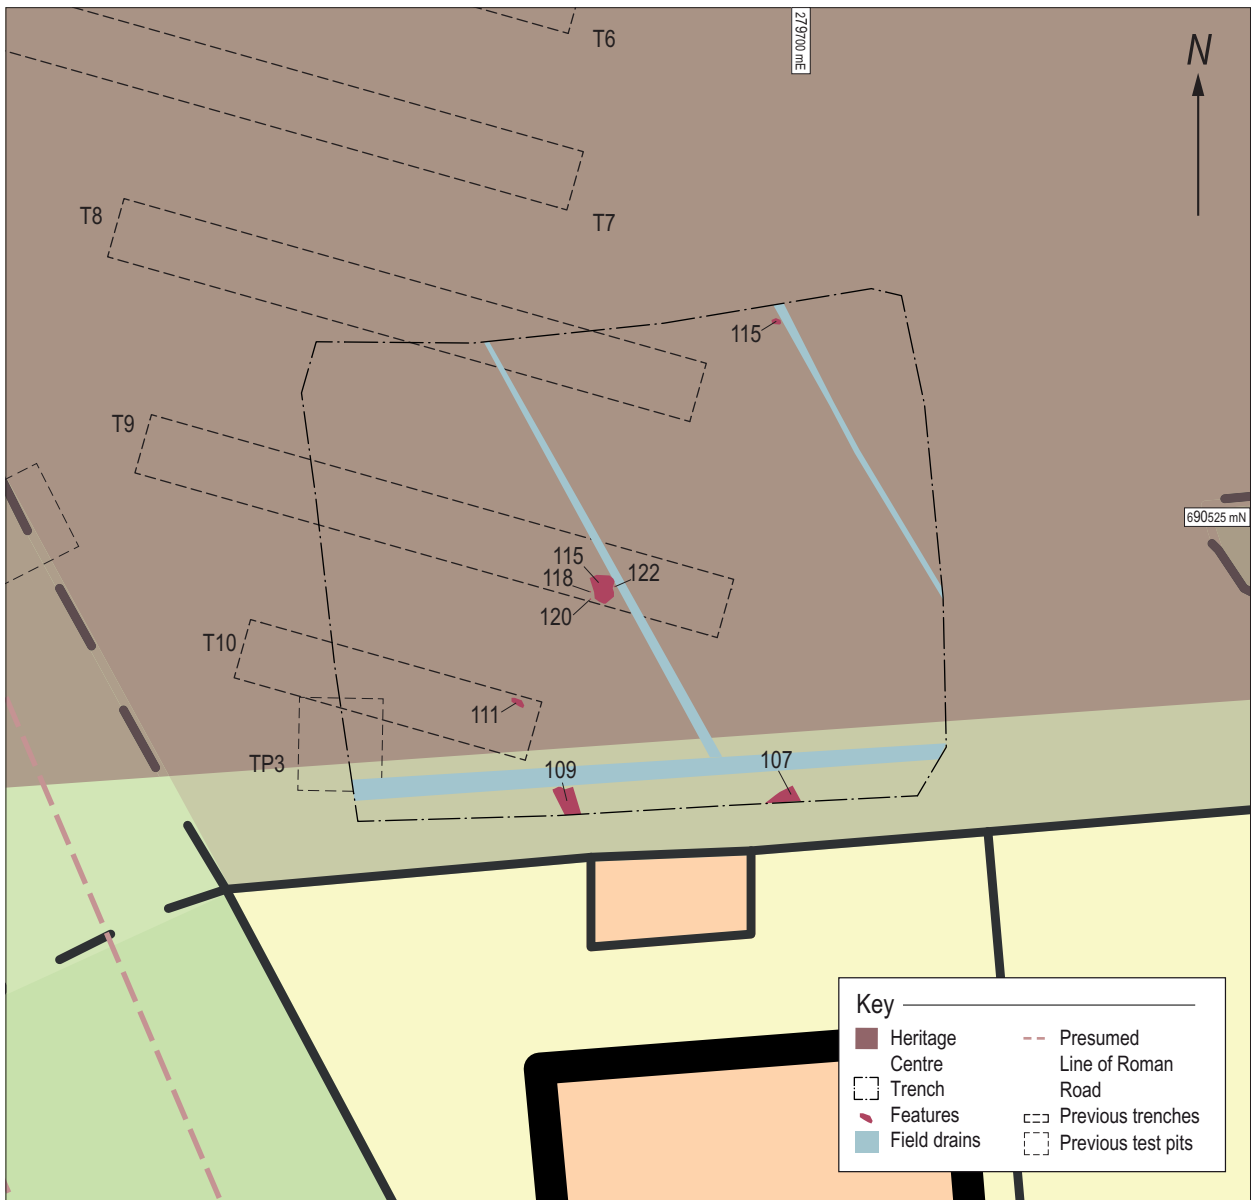 T6
279700 mE
N
T7
T8
115
T9
690525 mN
115
118
122
120
T10
111
TP3
109
107
Key
Heritage
Centre
Trench
Features
Field drains
Presumed
Line of Roman
Road
Previous trenches
Previous test pits